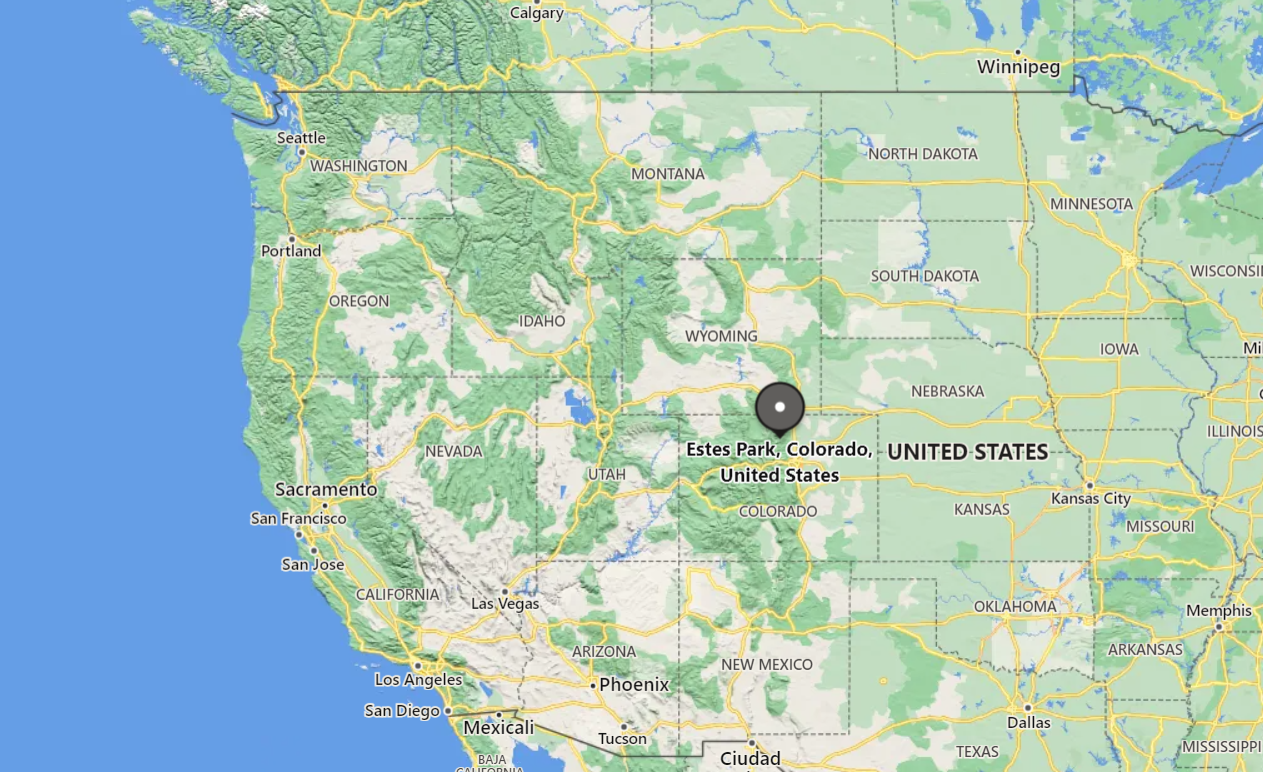 Calgary
Winnipeg
Seattle
WASHINGTON
NORTH DAKOTA
MONTANA
MINNESOTA
Portland
SOUTH DAKOTA
WISCONSI
OREGON
IDAHO
WYOMING
IOWA
Mi
NEBRASKA
ILLINOIS
NEVADA
Estes Park, Colorado,
United States
UNITED STATES
UTAH
Sacramento
Kansas City
San Francisco
COLORADO
KANSAS
MISSOURI
San Jose
CALIFORNIA
Las Vegas
OKLAHOMA
Memphis
ARIZONA
NEW MEXICO
ARKANSAS
Los Angeles
Phoenix
San Diego
Mexicali
Tucson
Dallas
BAJA
CALIFORNIA
Ciudad
TEXAS
MISSISSIPPI